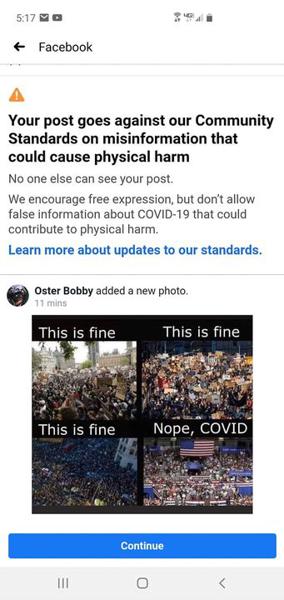 5:17
Facebook
Your post goes against our Community
Standards on misinformation that
could cause physical harm
No one else can see your post.
We encourage free expression, but don't allow
false information about COVID-19 that could
contribute to physical harm.
Learn more about updates to our standards.
Oster Bobby added a new photo.
11 mins
This is fine
This is fine
This is fine
Nope, COVID
Continue